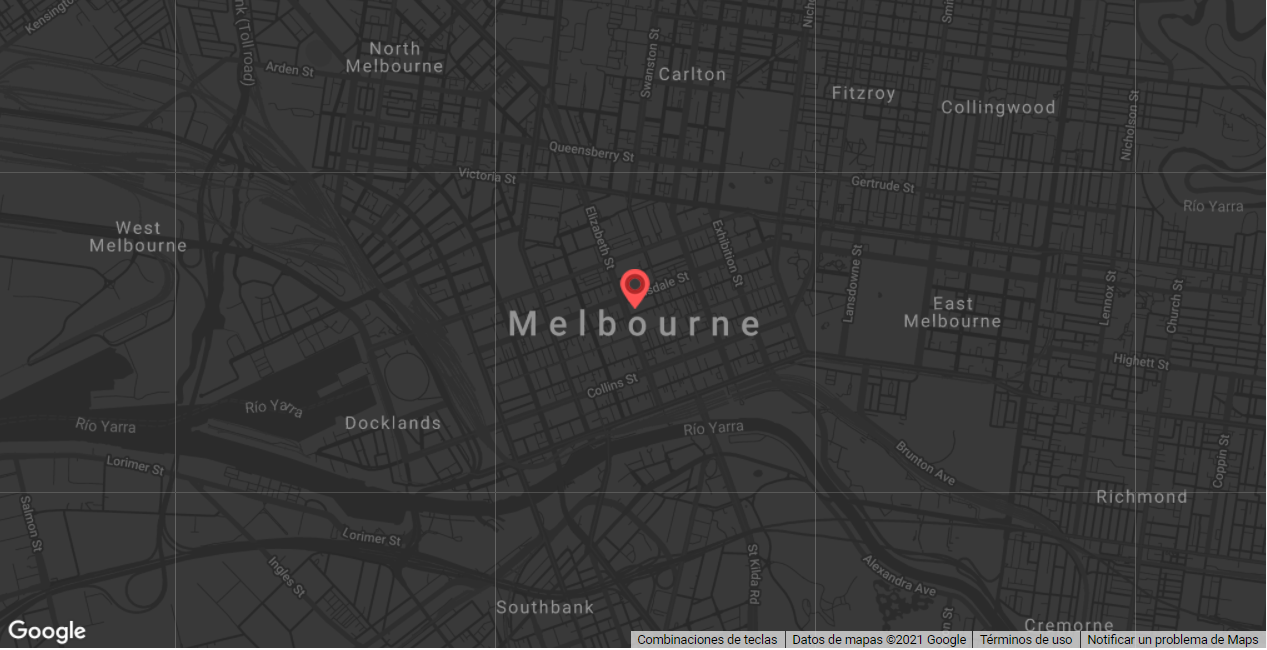 Kensington
nk (Toll road)
Arden St
North
Melbourne
Swanston St
Carlton
Nich
Smi
Fitzroy
Collingwood
Nicholson St
Queensberry St
Victoria St
Gertrude St
Río Yarra
West
Melbourne
Elizabeth St
Exhibition St
Lansdowne St
sdale St
East
Melbourne
Lennox St
Church St
Melbourne
Highett St
Collins St
Río Yarra
Docklands
Río Yarra
Río Yarra
Brunton Ave
Coppin St
Lorimer St
Richmond
Salmon St
Lorimer St
Ingles St
St Kilda Rd
Alexandra Ave
Southbank
St
Cremorne
Google
Combinaciones de teclas
Datos de mapas ©2021 Google
Términos de uso
Notificar un problema de Maps